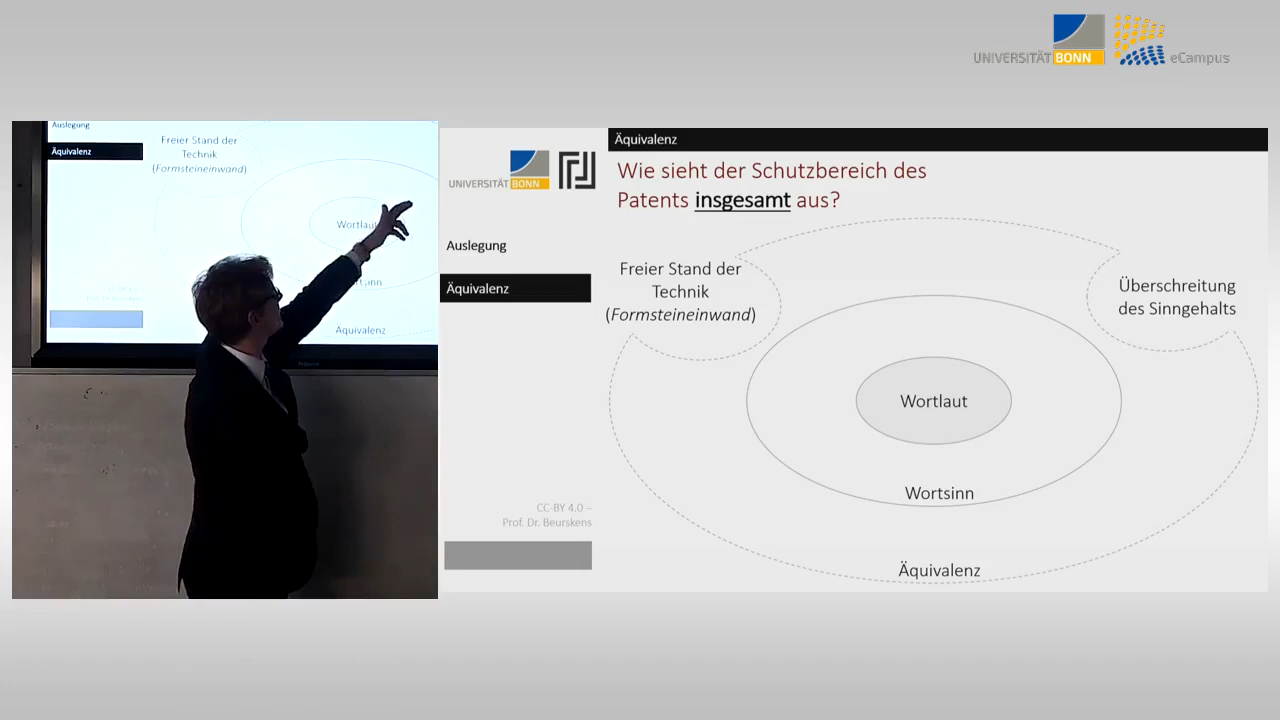 UNIVERSITÄT BONN
eCampus
Auslegung
Äquivalenz
Freier Stand der
Technik
(Formsteineinwand)
Wortlaut
Äquivalenz
UNIVERSITÄT BONN
Auslegung
Äquivalenz
CC-BY 4.0 –
Prof. Dr. Beurskens
Äquivalenz
Wie sieht der Schutzbereich des
Patents insgesamt aus?
Freier Stand der
Technik
(Formsteineinwand)
Überschreitung
des Sinngehalts
Wortlaut
Wortsinn
Äquivalenz